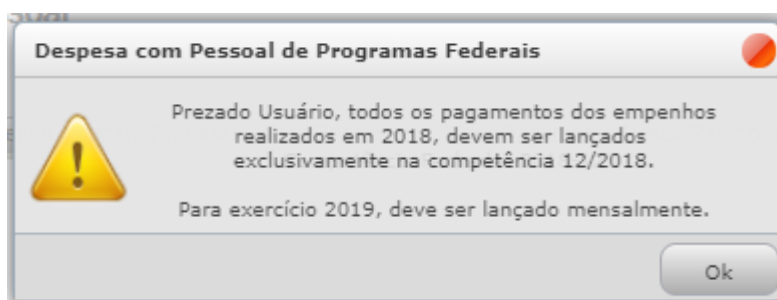 Despesa com Pessoal de Programas Federais
Prezado Usuário, todos os pagamentos dos empenhos
realizados em 2018, devem ser lançados
exclusivamente na competência 12/2018.
Para exercício 2019, deve ser lançado mensalmente.
Ok